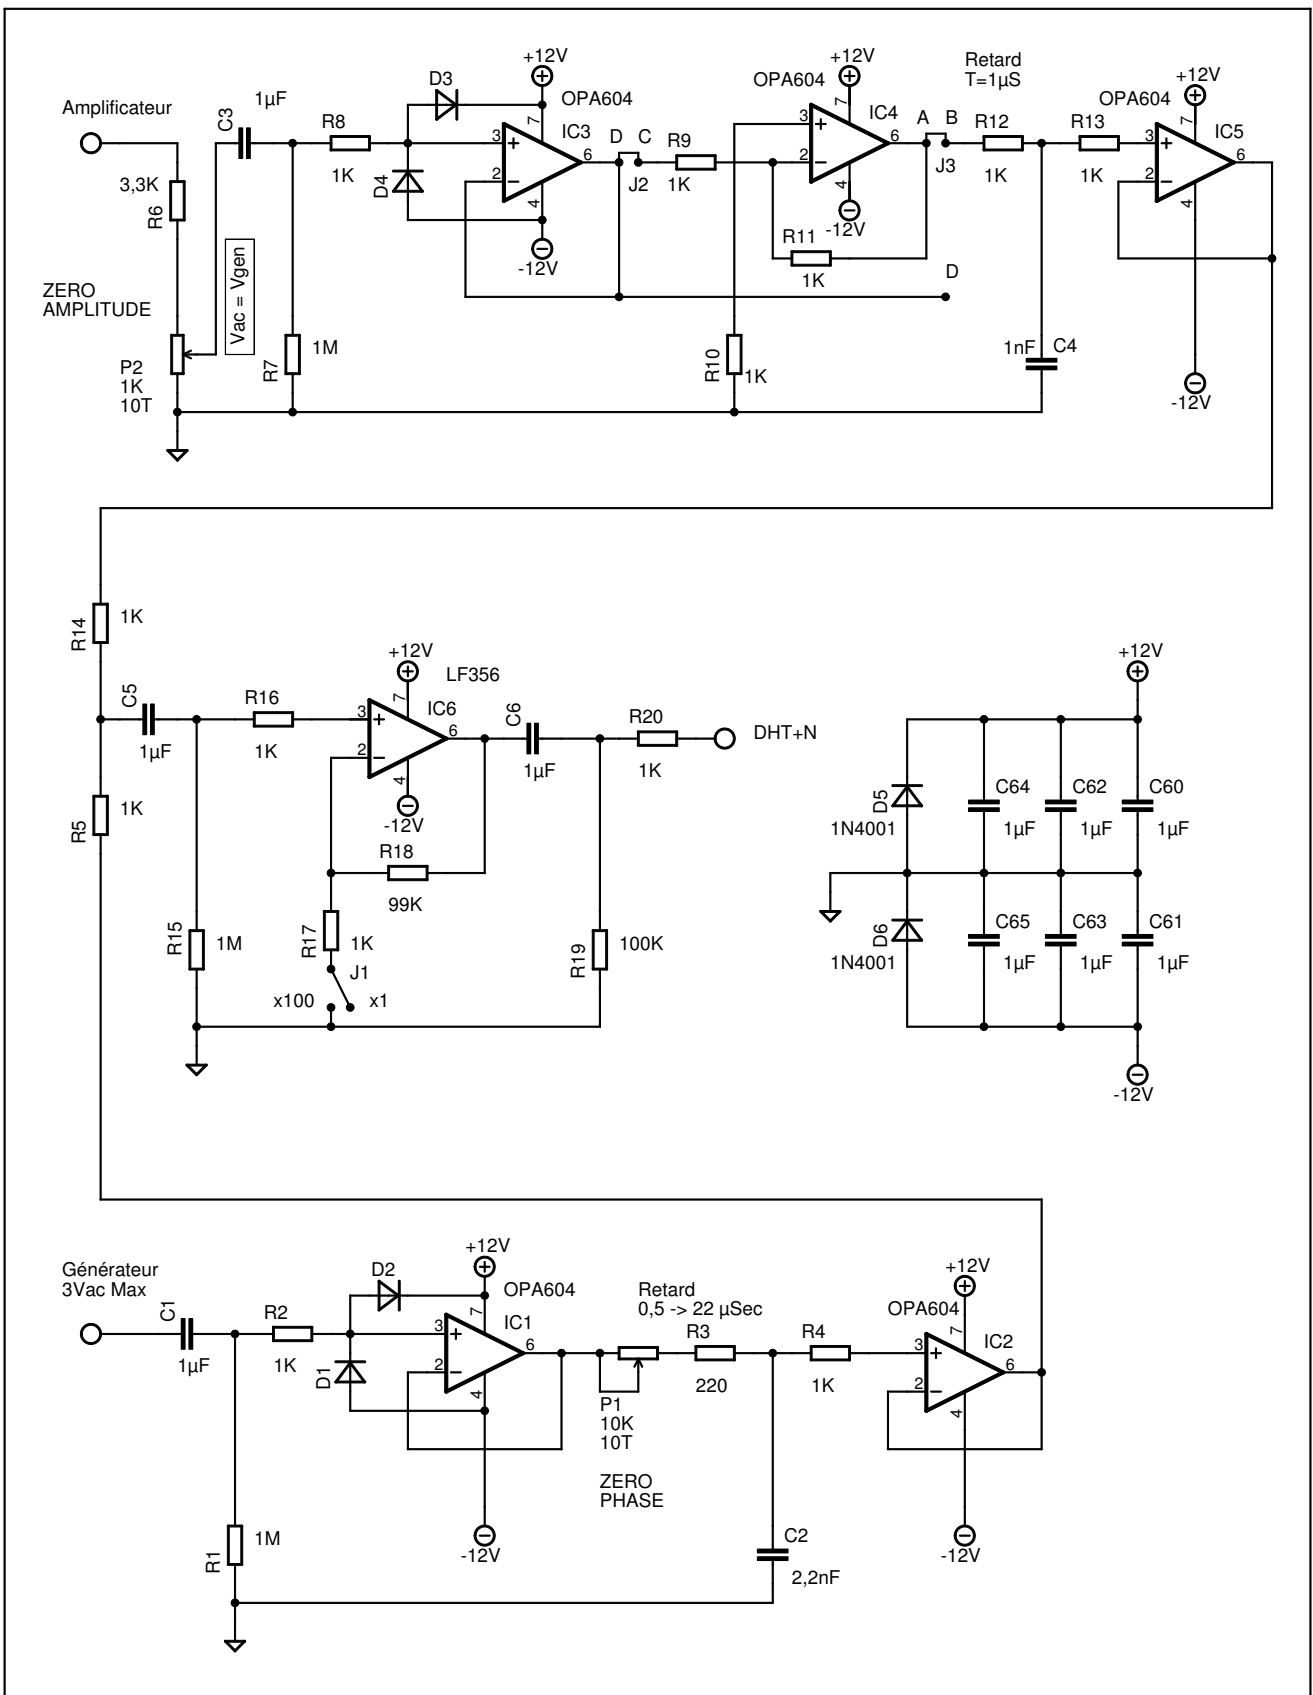 Amplificateur
1µF
C3
R8
1K
D3
D4
+12V
OPA604
IC3
7
3
2
6
4
-12V
D C
J2
R9
1K
OPA604
+12V
IC4
7
3
2
6
4
-12V
R11
1K
A B
J3
D
Retard
T=1µS
R12
1K
R13
1K
OPA604
+12V
IC5
7
3
2
6
4
-12V
3,3K
R6
Vac = Vgen
ZERO
AMPLITUDE
P2
1K
10T
R7
1M
R10
1K
1nF
C4
R14
1K
C5
1µF
R16
1K
+12V
LF356
IC6
7
3
2
6
4
-12V
C6
1µF
R20
1K
DHT+N
R5
1K
R18
99K
R15
1M
R17
1K
J1
x100
x1
R19
100K
+12V
D5
1N4001
C64
1µF
C62
1µF
C60
1µF
D6
1N4001
C65
1µF
C63
1µF
C61
1µF
-12V
Générateur
3Vac Max
C1
1µF
R2
1K
D2
D1
+12V
OPA604
IC1
7
3
2
6
4
-12V
Retard
0,5 -> 22 µSec
P1
10K
10T
ZERO
PHASE
R3
220
R4
1K
+12V
OPA604
IC2
7
3
2
6
4
-12V
R1
1M
C2
2,2nF